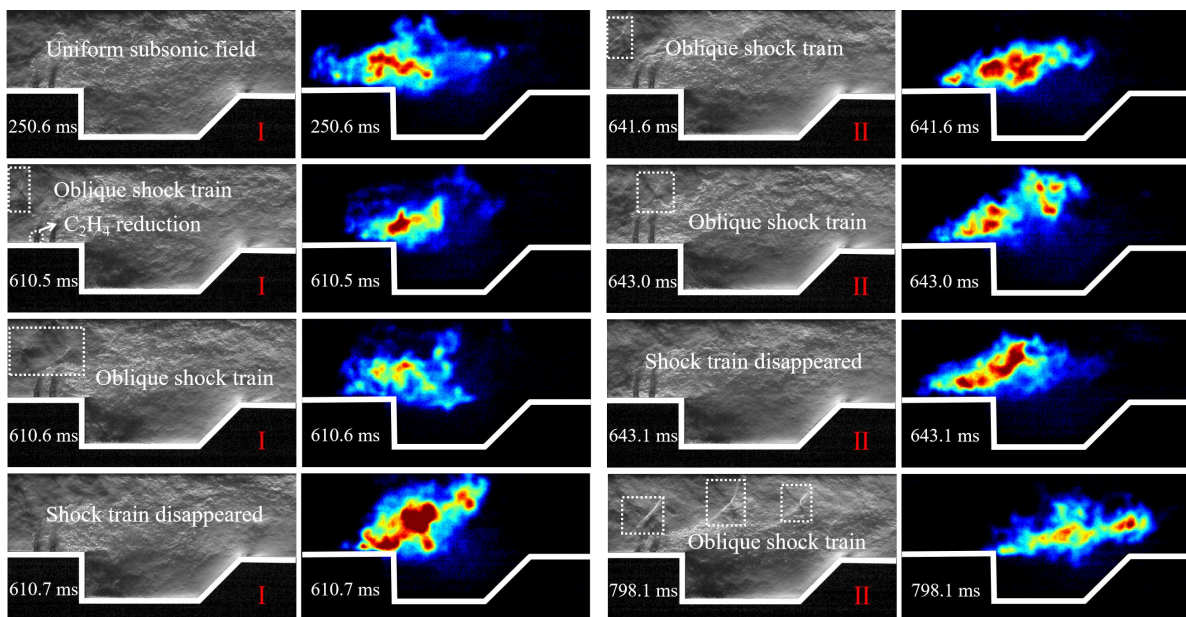 Uniform subsonic field
250.6 ms
I
250.6 ms
Oblique shock train
C₂H₄ reduction
610.5 ms
I
610.5 ms
Oblique shock train
610.6 ms
I
610.6 ms
Shock train disappeared
610.7 ms
I
610.7 ms
Oblique shock train
641.6 ms
II
641.6 ms
Oblique shock train
643.0 ms
II
643.0 ms
Shock train disappeared
643.1 ms
II
643.1 ms
Oblique shock train
798.1 ms
II
798.1 ms